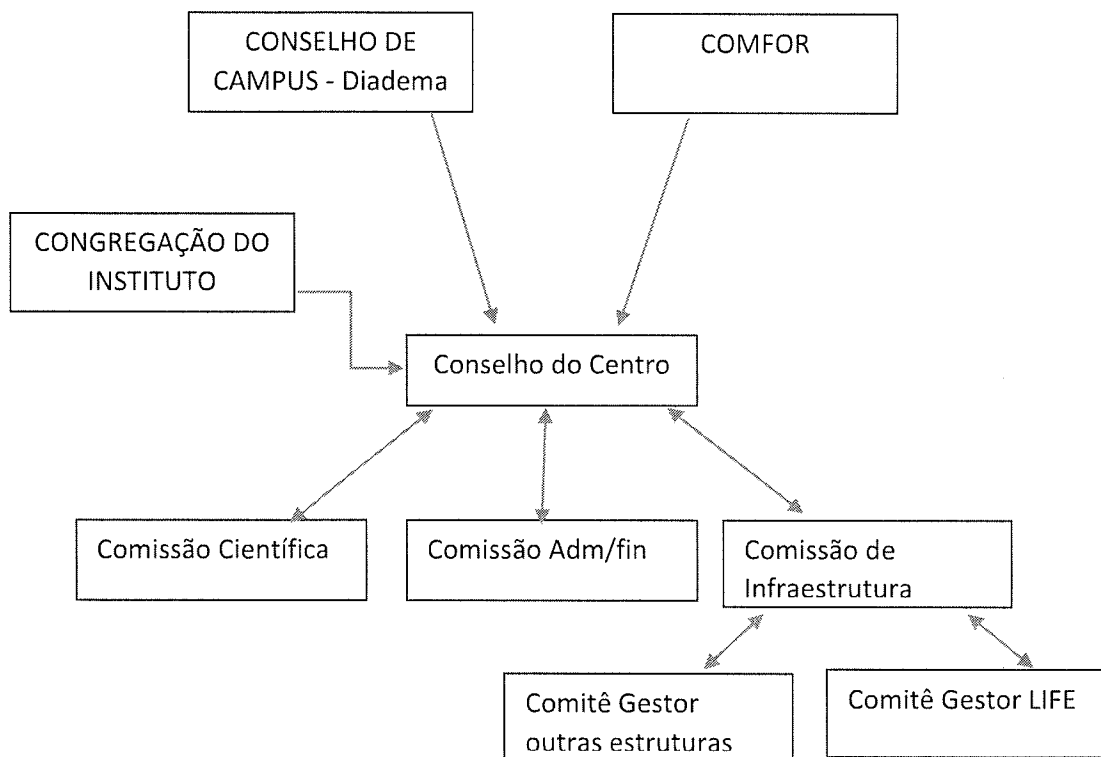 CONSELHO DE
CAMPUS - Diadema
COMFOR
CONGREGAÇÃO DO
INSTITUTO
Conselho do Centro
Comissão Científica
Comissão Adm/fin
Comissão de
Infraestrutura
Comitê Gestor
outras estruturas
Comitê Gestor LIFE